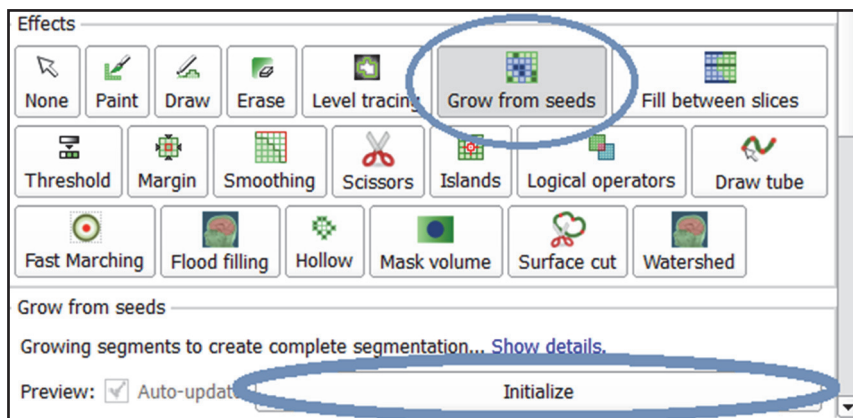 Effects
None Paint Draw Erase Level tracing Grow from seeds Fill between slices
Threshold Margin Smoothing Scissors Islands Logical operators Draw tube
Fast Marching Flood filling Hollow Mask volume Surface cut Watershed
Grow from seeds
Growing segments to create complete segmentation... Show details.
Preview: Auto-updat Initialize